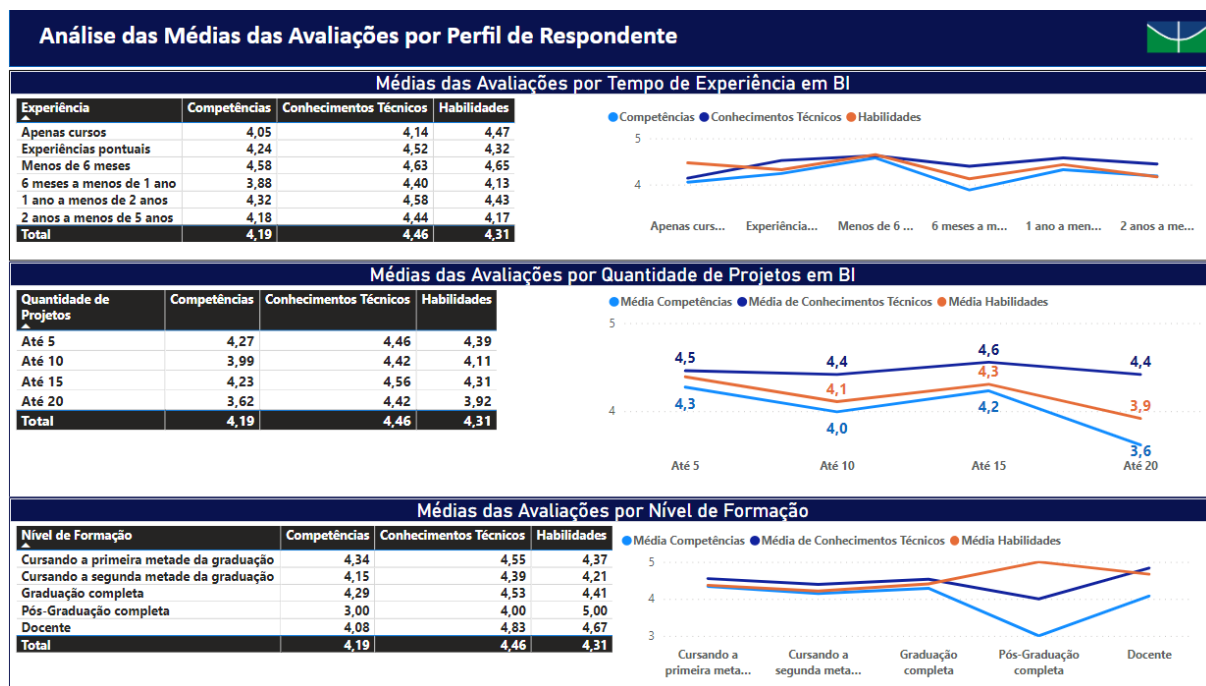 Análise das Médias das Avaliações por Perfil de Respondente
Médias das Avaliações por Tempo de Experiência em BI
Experiência Competências Conhecimentos Técnicos Habilidades
Apenas cursos 4,05 4,14 4,47
Experiências pontuais 4,24 4,52 4,32
Menos de 6 meses 4,58 4,63 4,65
6 meses a menos de 1 ano 3,88 4,40 4,13
1 ano a menos de 2 anos 4,32 4,58 4,43
2 anos a menos de 5 anos 4,18 4,44 4,17
Total 4,19 4,46 4,31
Competências Conhecimentos Técnicos Habilidades
5
4
Apenas curs... Experiência... Menos de 6 ... 6 meses a m... 1 ano a men... 2 anos a me...
Médias das Avaliações por Quantidade de Projetos em BI
Quantidade de
Projetos
Competências Conhecimentos Técnicos Habilidades
Até 5 4,27 4,46 4,39
Até 10 3,99 4,42 4,11
Até 15 4,23 4,56 4,31
Até 20 3,62 4,42 3,92
Total 4,19 4,46 4,31
Média Competências Média de Conhecimentos Técnicos Média Habilidades
5
4,5 4,4 4,6 4,4
4,1 4,3 3,9
4
4,3 4,0 4,2 3,6
Até 5 Até 10 Até 15 Até 20
Médias das Avaliações por Nível de Formação
Nível de Formação Competências Conhecimentos Técnicos Habilidades
Cursando a primeira metade da graduação 4,34 4,55 4,37
Cursando a segunda metade da graduação 4,15 4,39 4,21
Graduação completa 4,29 4,53 4,41
Pós-Graduação completa 3,00 4,00 5,00
Docente 4,08 4,83 4,67
Total 4,19 4,46 4,31
Média Competências Média de Conhecimentos Técnicos Média Habilidades
5
4
3
Cursando a Cursando a Graduação Pós-Graduação Docente
primeira meta... segunda meta... completa completa